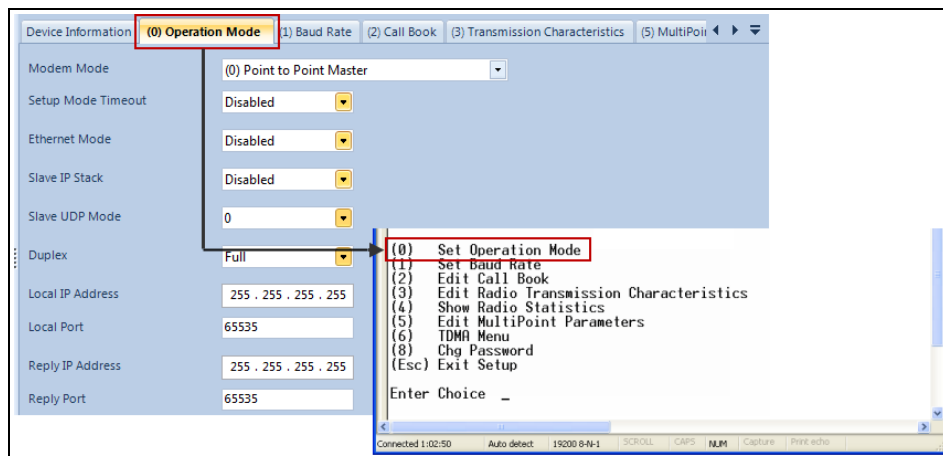 Device Information (0) Operation Mode (1) Baud Rate (2) Call Book (3) Transmission Characteristics (5) MultiPoi
Modem Mode (0) Point to Point Master
Setup Mode Timeout Disabled
Ethernet Mode Disabled
Slave IP Stack Disabled
Slave UDP Mode 0
Duplex Full
Local IP Address 255 . 255 . 255 . 255
Local Port 65535
Reply IP Address 255 . 255 . 255 . 255
Reply Port 65535
(0) Set Operation Mode
(1) Set Baud Rate
(2) Edit Call Book
(3) Edit Radio Transmission Characteristics
(4) Show Radio Statistics
(5) Edit MultiPoint Parameters
(6) TDMA Menu
(8) Chg Password
(Esc) Exit Setup
Enter Choice _
Connected 1:02:50 Auto detect 19200 8-N-1 SCROLL CAPS NUM Capture Print echo